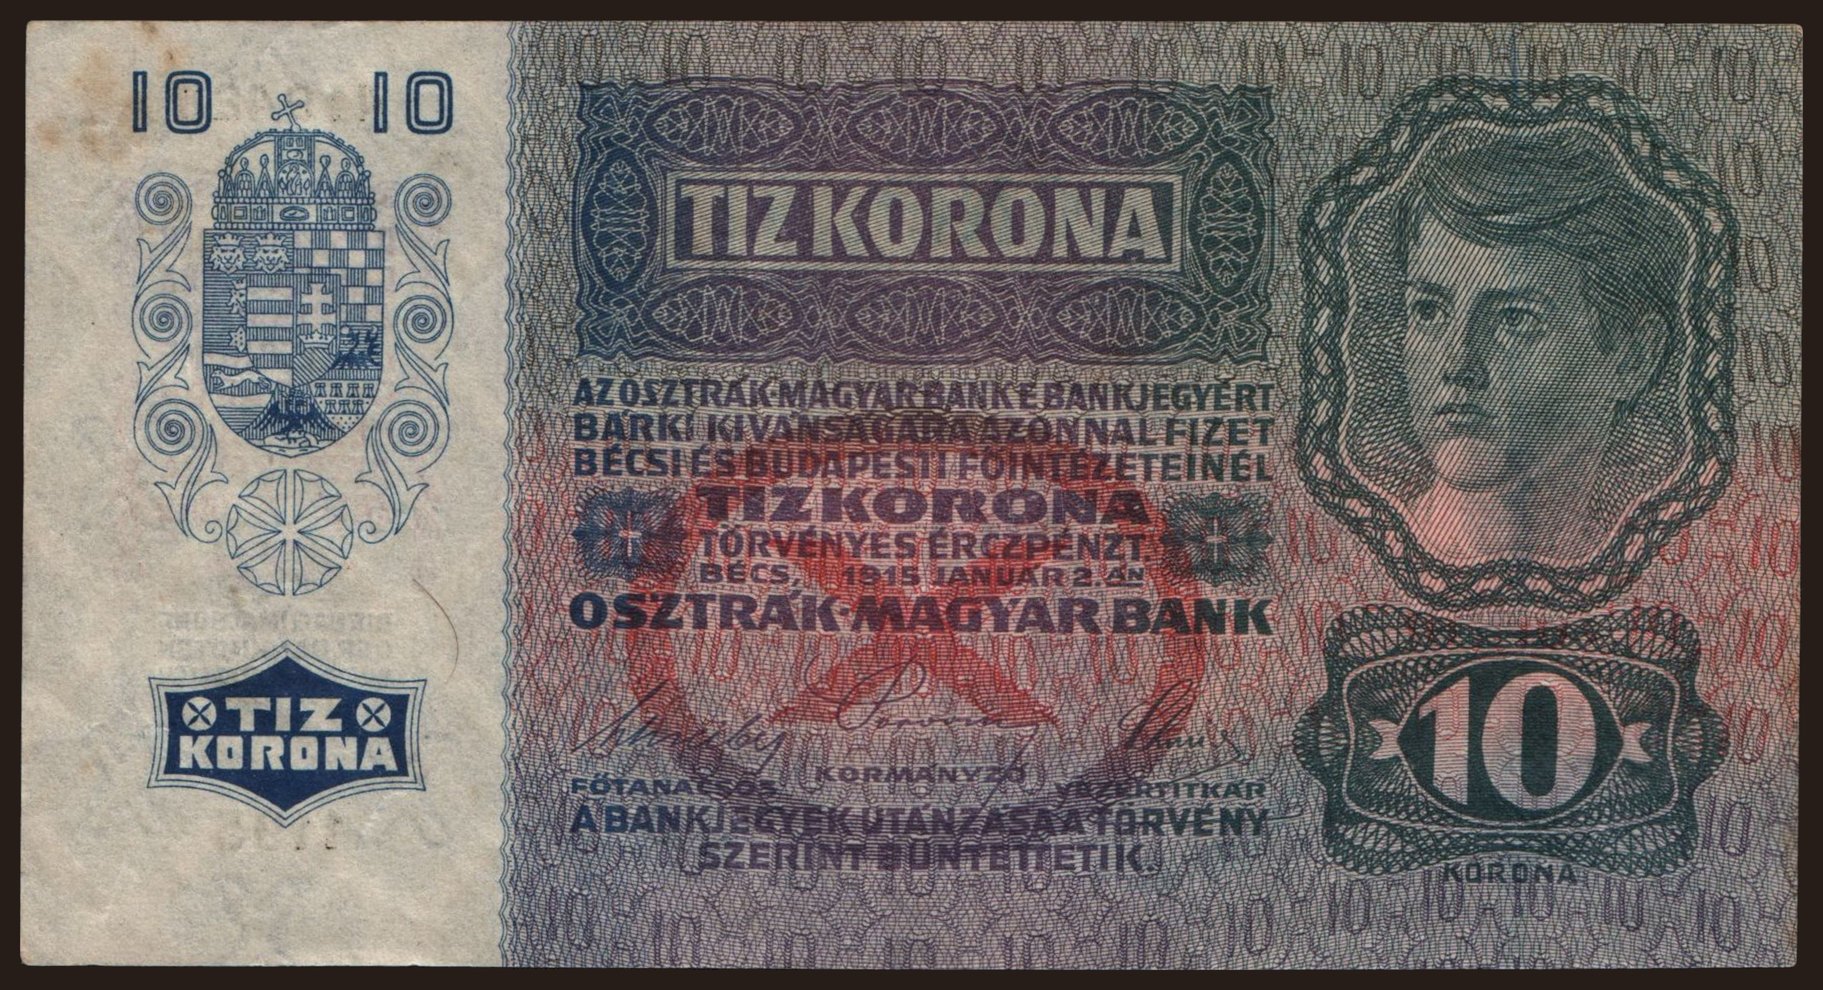 10 10
TIZ KORONA
AZ OSZTRÁK-MAGYAR BANK E BANKJEGYÉRT
BÁRKI KIVÁNSÁGÁRA AZONNAL FIZET
BÉCSI ÉS BUDAPESTI FŐINTÉZETEINÉL
TIZ KORONA
TÖRVÉNYES ÉRCZPÉNZT.
BÉCS, 1915 JANUÁR 2.ÁN
OSZTRÁK-MAGYAR BANK
FŐTANÁCSOS KORMÁNYZÓ VEZÉRTITKÁR
A BANKJEGYEK UTÁNZÁSA A TÖRVÉNY
SZERINT BÜNTETTETIK.
TIZ
KORONA
10
KORONA